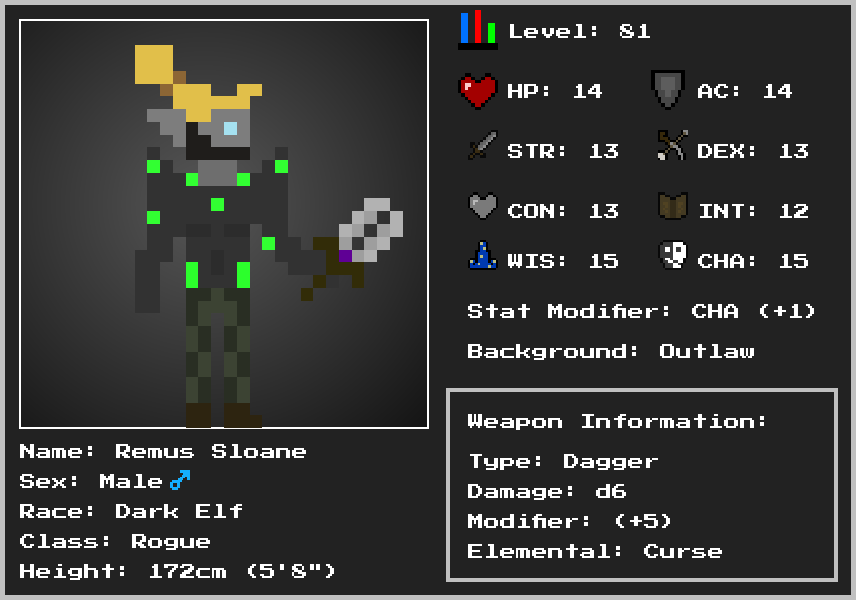 Level: 81
HP: 14 AC: 14
STR: 13 DEX: 13
CON: 13 INT: 12
WIS: 15 CHA: 15
Stat Modifier: CHA (+1)
Background: Outlaw
Weapon Information:
Type: Dagger
Damage: d6
Modifier: (+5)
Elemental: Curse
Name: Remus Sloane
Sex: Male ♂
Race: Dark Elf
Class: Rogue
Height: 172cm (5'8")